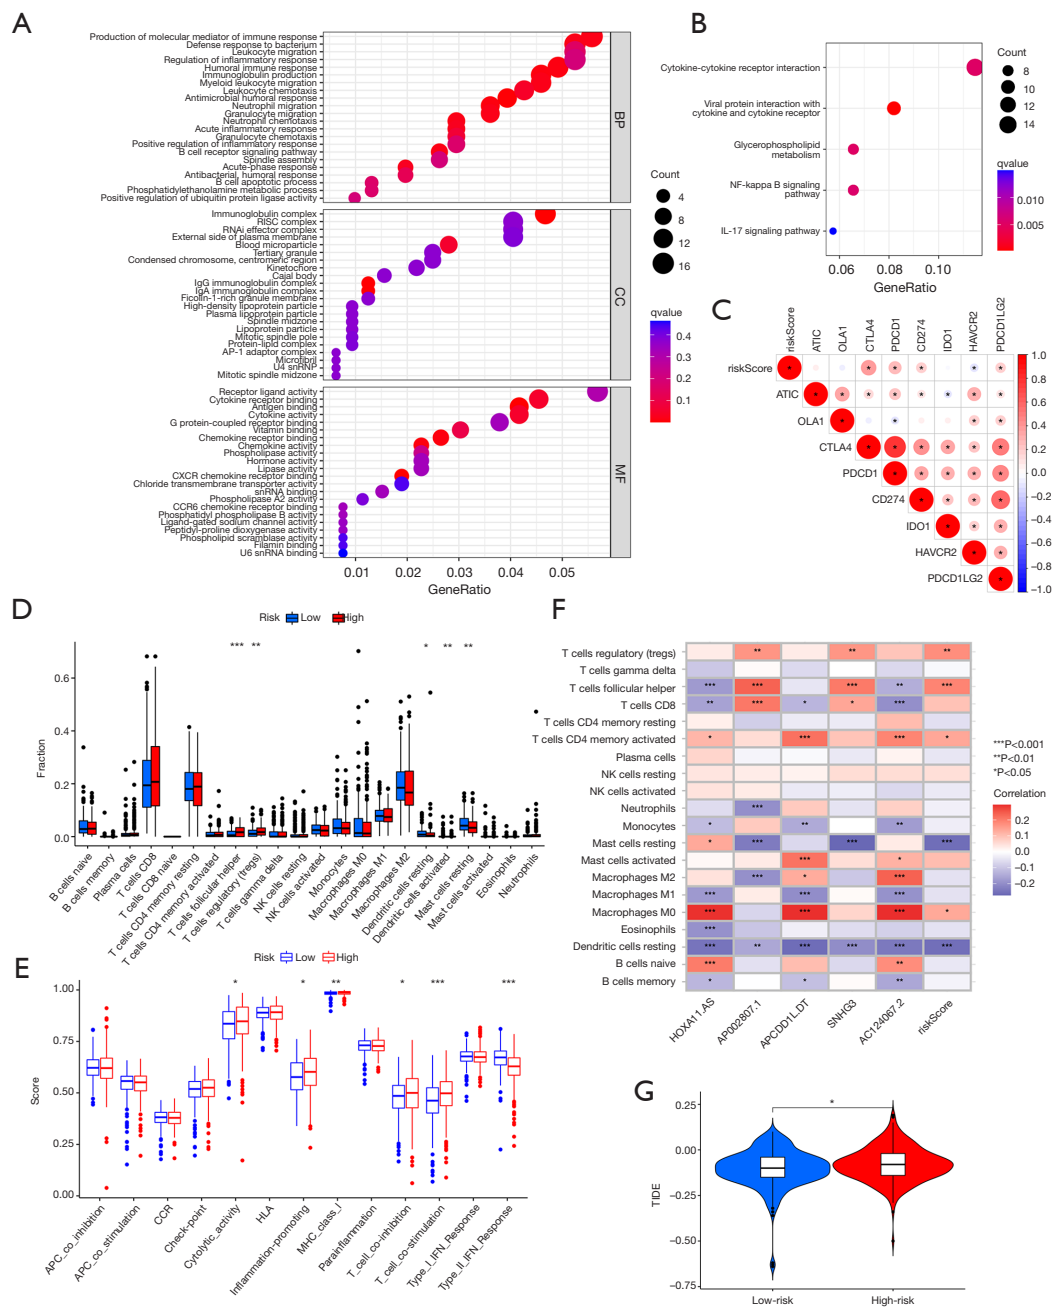 A
Production of molecular mediator of immune response
Defense response to bacterium
Leukocyte migration
Regulation of inflammatory response
Humoral immune response
Immunoglobulin production
Myeloid leukocyte migration
Leukocyte chemotaxis
Antimicrobial humoral response
Neutrophil migration
Granulocyte migration
Neutrophil chemotaxis
Acute inflammatory response
Granulocyte chemotaxis
Positive regulation of inflammatory response
B cell receptor signaling pathway
Spindle assembly
Acute-phase response
Antibacterial humoral response
B cell apoptotic process
Phosphatidylethanolamine metabolic process
Positive regulation of ubiquitin protein ligase activity
BP
Immunoglobulin complex
RISC complex
RNAi effector complex
External side of plasma membrane
Blood microparticle
Tertiary granule
Condensed chromosome, centromeric region
Kinetochore
Cajal body
IgG immunoglobulin complex
IgA immunoglobulin complex
Ficolin-1-rich granule membrane
High-density lipoprotein particle
Plasma lipoprotein particle
Spindle midzone
Lipoprotein particle
Mitotic spindle pole
Protein-lipid complex
AP-1 adaptor complex
Microfibril
U4 snRNP
Mitotic spindle midzone
CC
Receptor ligand activity
Cytokine receptor binding
Antigen binding
Cytokine activity
G protein-coupled receptor binding
Vitamin binding
Chemokine receptor binding
Chemokine activity
Phospholipase activity
Hormone activity
Lipase activity
CXCR chemokine receptor binding
Chloride transmembrane transporter activity
snRNA binding
Phospholipase A2 activity
CCR6 chemokine receptor binding
Phosphatidyl phospholipase B activity
Ligand-gated sodium channel activity
Peptidyl-proline dioxygenase activity
Phospholipid scramblase activity
Filamin binding
U6 snRNA binding
MF
0.01 0.02 0.03 0.04 0.05
GeneRatio
Count
4
8
12
16
qvalue
0.4
0.3
0.2
0.1
B
Cytokine-cytokine receptor interaction
Viral protein interaction with
cytokine and cytokine receptor
Glycerophospholipid
metabolism
NF-kappa B signaling
pathway
IL-17 signaling pathway
0.06 0.08 0.10
GeneRatio
Count
8
10
12
14
qvalue
0.010
0.005
C
riskScore ATIC OLA1 CTLA4 PDCD1 CD274 IDO1 HAVCR2 PDCD1LG2
riskScore * * * * * *
ATIC * * * * * * * *
OLA1 * * * *
CTLA4 * * * * * *
PDCD1 * * * * *
CD274 * * * *
IDO1 * * *
HAVCR2 * *
PDCD1LG2 *
1.0
0.8
0.6
0.4
0.2
0.0
−0.2
−0.4
−0.6
−0.8
−1.0
D
Risk Low High
*** ** * ** **
Fraction
0.6
0.4
0.2
0.0
B cells naive
B cells memory
Plasma cells
T cells CD8
T cells CD8 naive
T cells CD4 memory resting
T cells CD4 memory activated
T cells follicular helper
T cells regulatory (tregs)
T cells gamma delta
NK cells resting
NK cells activated
Monocytes
Macrophages M0
Macrophages M1
Macrophages M2
Dendritic cells resting
Dendritic cells activated
Mast cells resting
Mast cells activated
Eosinophils
Neutrophils
E
Risk Low High
* * ** * *** ***
Score
1.00
0.75
0.50
0.25
0.00
APC_co_inhibition
APC_co_stimulation
CCR
Check-point
Cytolytic_activity
HLA
Inflammation-promoting
MHC_class_I
Parainflammation
T_cell_co-inhibition
T_cell_co-stimulation
Type_I_IFN_Response
Type_II_IFN_Response
F
T cells regulatory (tregs) ** ** **
T cells gamma delta
T cells follicular helper *** *** *** ** ***
T cells CD8 ** *** * * ***
T cells CD4 memory resting
T cells CD4 memory activated * *** *** *
Plasma cells
NK cells resting
NK cells activated
Neutrophils ***
Monocytes * ** **
Mast cells resting * *** *** ***
Mast cells activated *** *
Macrophages M2 *** * ***
Macrophages M1 *** *** ***
Macrophages M0 *** *** *** *
Eosinophils ***
Dendritic cells resting *** ** *** *** *** ***
B cells naive *** **
B cells memory * * **
HOXA11.AS
AP002807.1
APCDD1L.DT
SNHG3
AC124067.2
riskScore
***P<0.001
**P<0.01
*P<0.05
Correlation
0.2
0.1
0.0
−0.1
−0.2
G
*
TIDE
0.25
0.00
−0.25
−0.50
−0.75
Low-risk High-risk